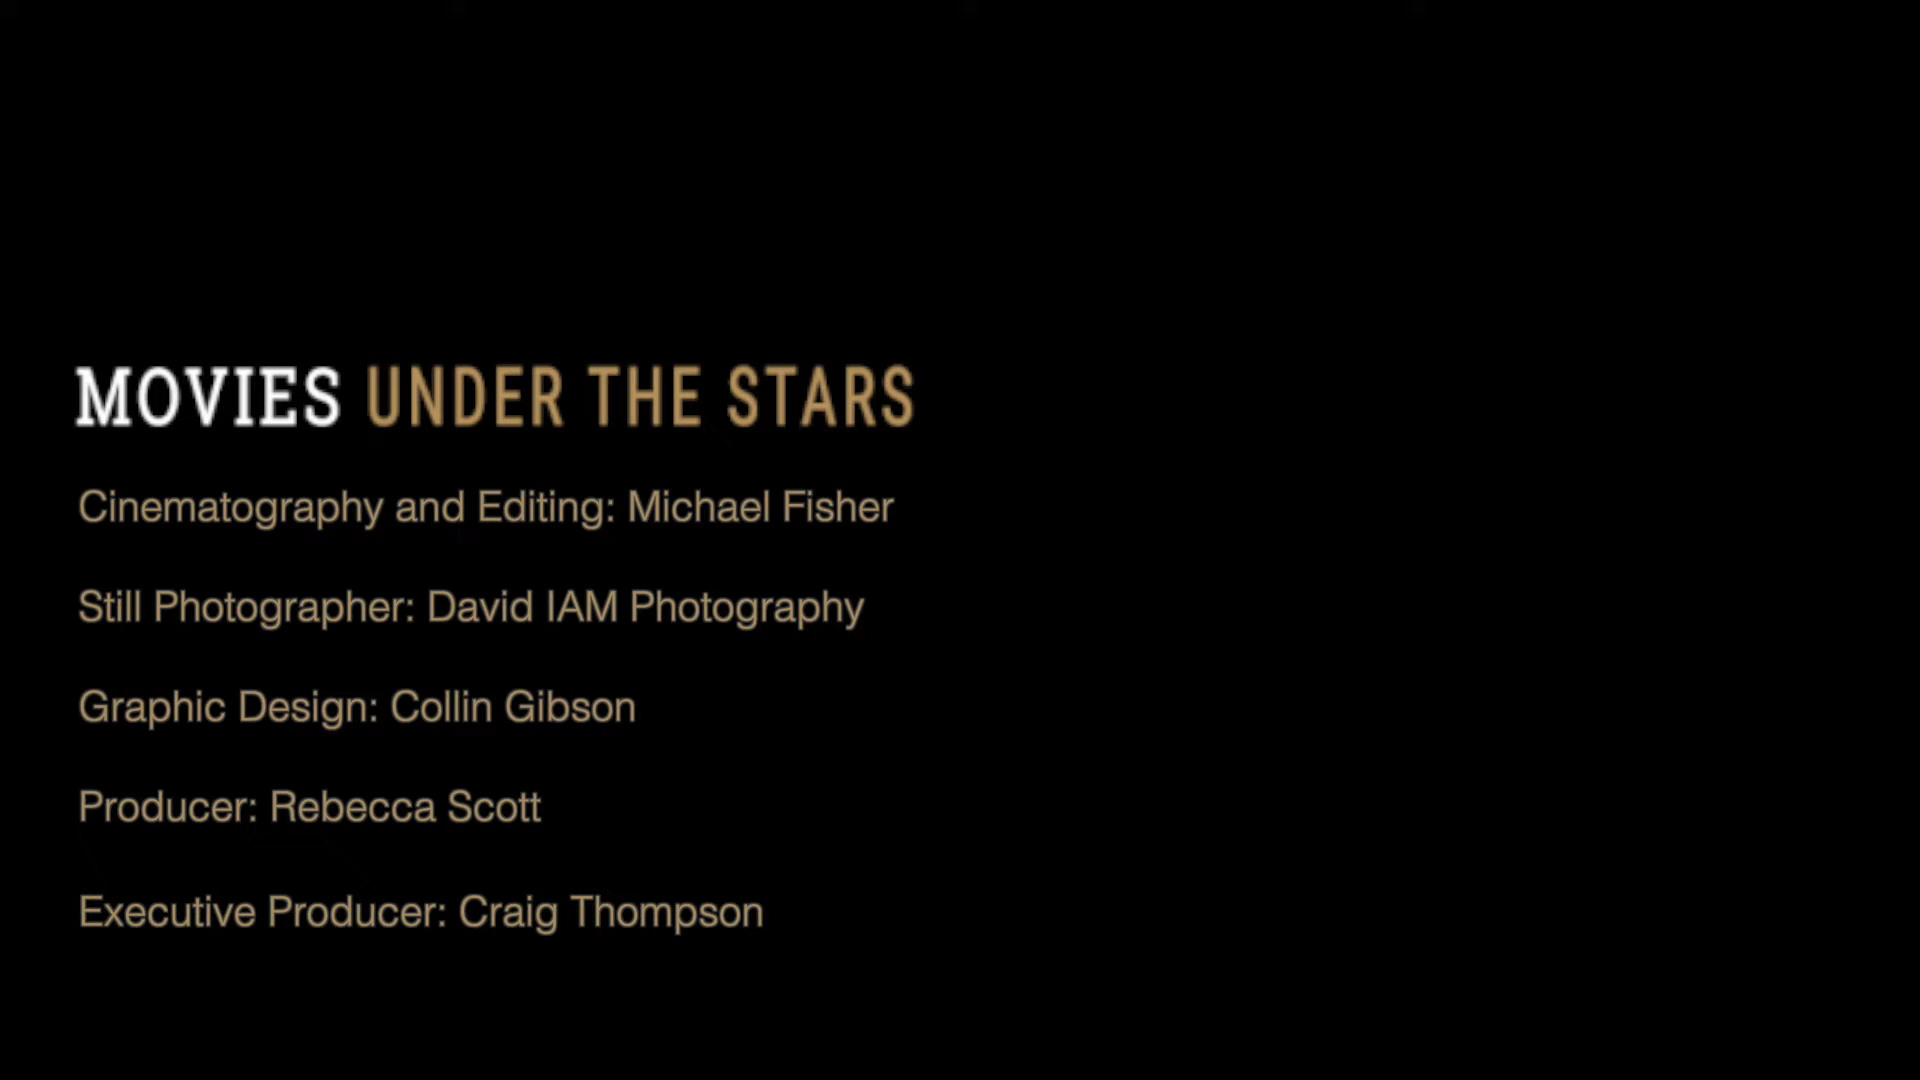 MOVIES UNDER THE STARS
Cinematography and Editing: Michael Fisher
Still Photographer: David IAM Photography
Graphic Design: Collin Gibson
Producer: Rebecca Scott
Executive Producer: Craig Thompson